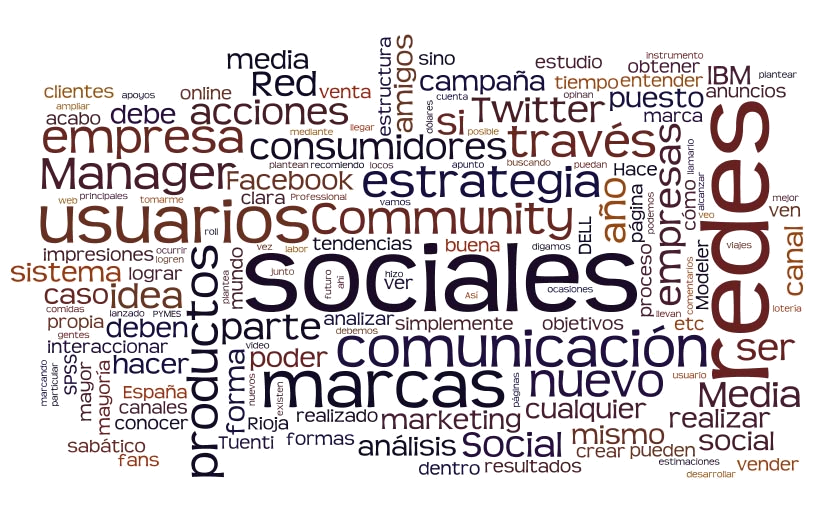 media
sino
estudio
instrumento
obtener
IBM
plantear
clientes
apoyos
online
Red
venta
estructura
amigos
campaña
tiempo
entender
anuncios
ampliar
acabo
debe
acciones
dólares
cuenta
Twitter
opinan
puesto
marca
empresa
mediante
llegar
si
posible
través
consumidores
plantean
recomiendo
locos
apunto
buscando
puedan
Hace
empresas
llamarlo
Manager
Facebook
estrategia
año
página
podemos
cómo
alcanzar
mejor
web
principales
tomarme
clara
Professional
vamos
veo
ven
usuarios
roll
Community
DELL
redes
impresiones
ocurrir
logren
vez
labor
tendencias
buena
digamos
proceso
Modeler
comentarios
viajes
canal
sistema
lograr
productos
plantea
mundo
sociales
junto
futuro
ahí
hizo
ver
Así
ocasiones
llevan
lotería
caso
idea
comidas
lanzado
PYMES
propia
gentes
deben
parte
analizar
debemos
simplemente
objetivos
etc
interaccionar
video
comunicación
ser
marcando
particular
SPSS
mayor
mayoría
hacer
forma
poder
nuevos
existen
marcas
páginas
nuevo
usuario
Media
España
canales
conocer
Rioja
realizado
marketing
cualquier
realizar
sabático
fans
Tuenti
formas
análisis
Social
mismo
social
crear
pueden
dentro
resultados
estimaciones
desarrollar
vender